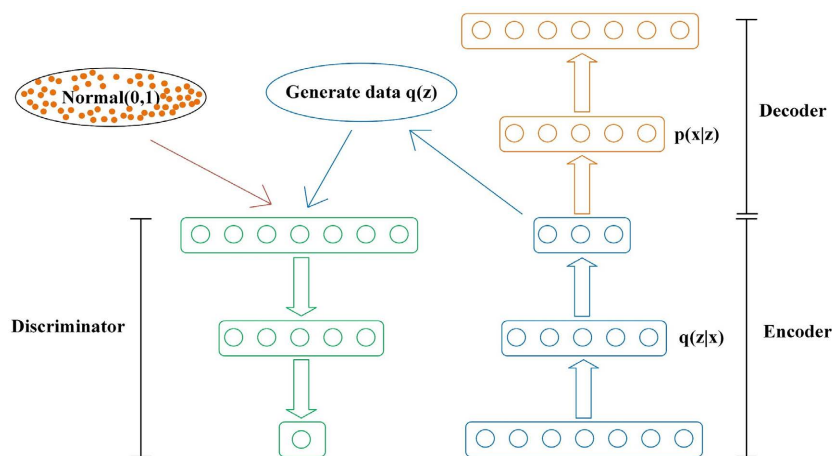 Normal(0,1)
Generate data q(z)
Decoder
p(x|z)
Discriminator
q(z|x)
Encoder